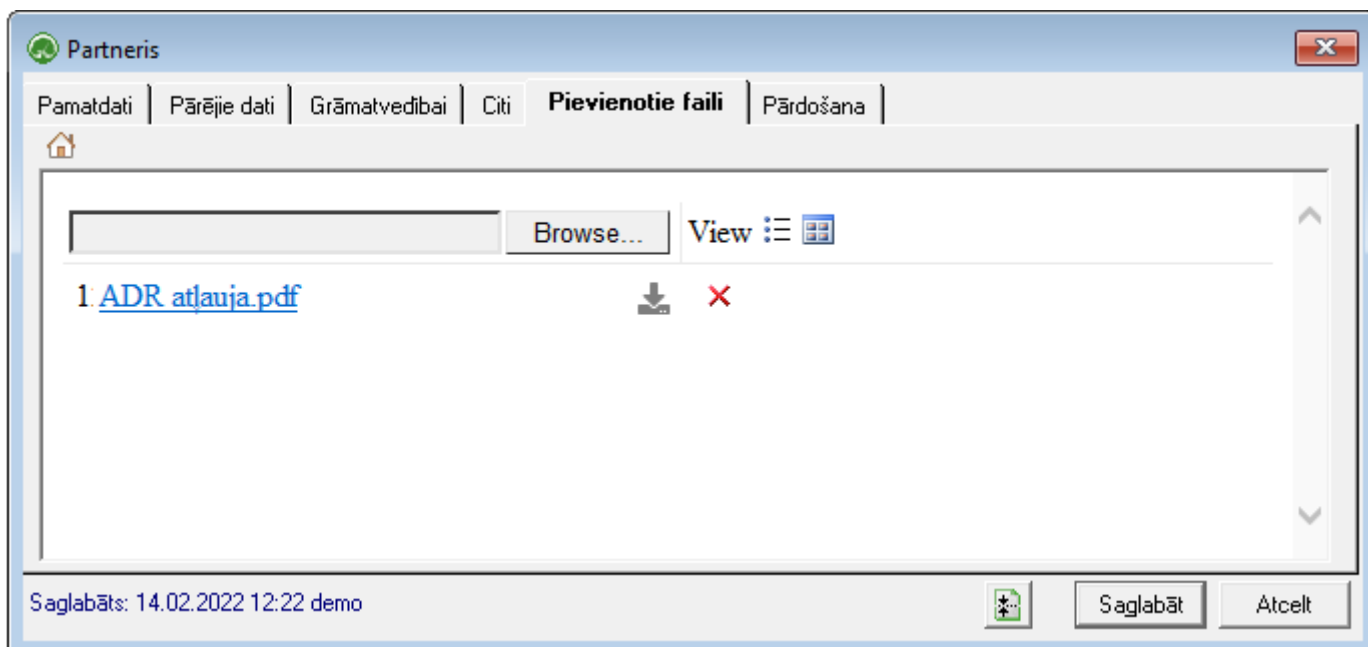 Partneris
Pamatdati Pārējie dati Grāmatvedībai Citi Pievienotie faili Pārdošana
Browse... View
1: ADR atļauja.pdf
Saglabāts: 14.02.2022 12:22 demo Saglabāt Atcelt